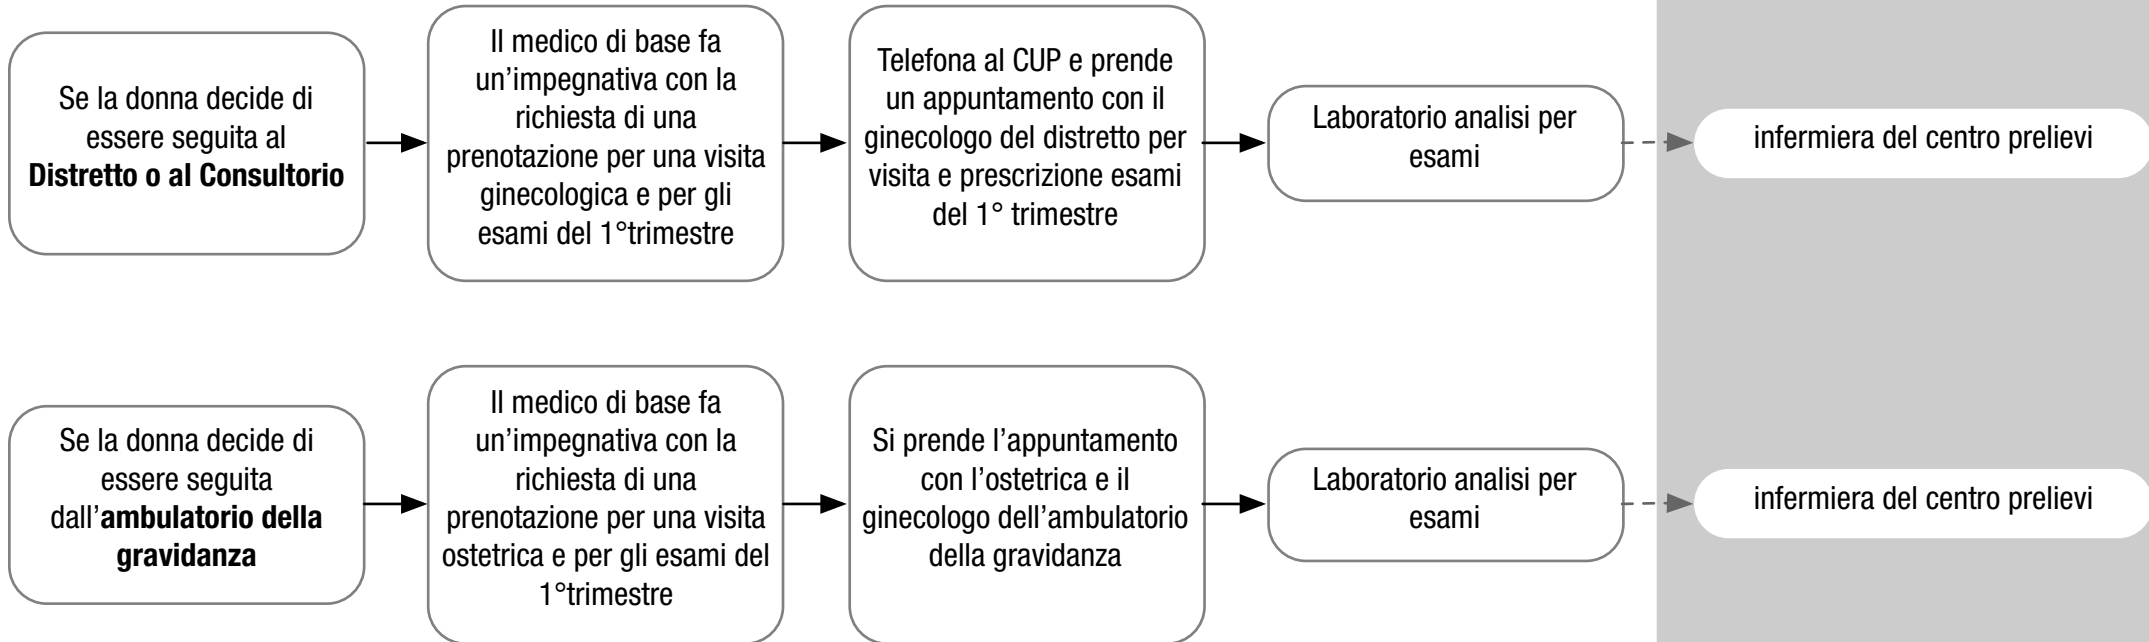 Se la donna decide di
essere seguita al
Distretto o al Consultorio
Il medico di base fa
un'impegnativa con la
richiesta di una
prenotazione per una visita
ginecologica e per gli
esami del 1°trimestre
Telefona al CUP e prende
un appuntamento con il
ginecologo del distretto per
visita e prescrizione esami
del 1° trimestre
Laboratorio analisi per
esami
infermiera del centro prelievi
Se la donna decide di
essere seguita
dall'ambulatorio della
gravidanza
Il medico di base fa
un'impegnativa con la
richiesta di una
prenotazione per una visita
ostetrica e per gli esami del
1°trimestre
Si prende l'appuntamento
con l'ostetrica e il
ginecologo dell'ambulatorio
della gravidanza
Laboratorio analisi per
esami
infermiera del centro prelievi